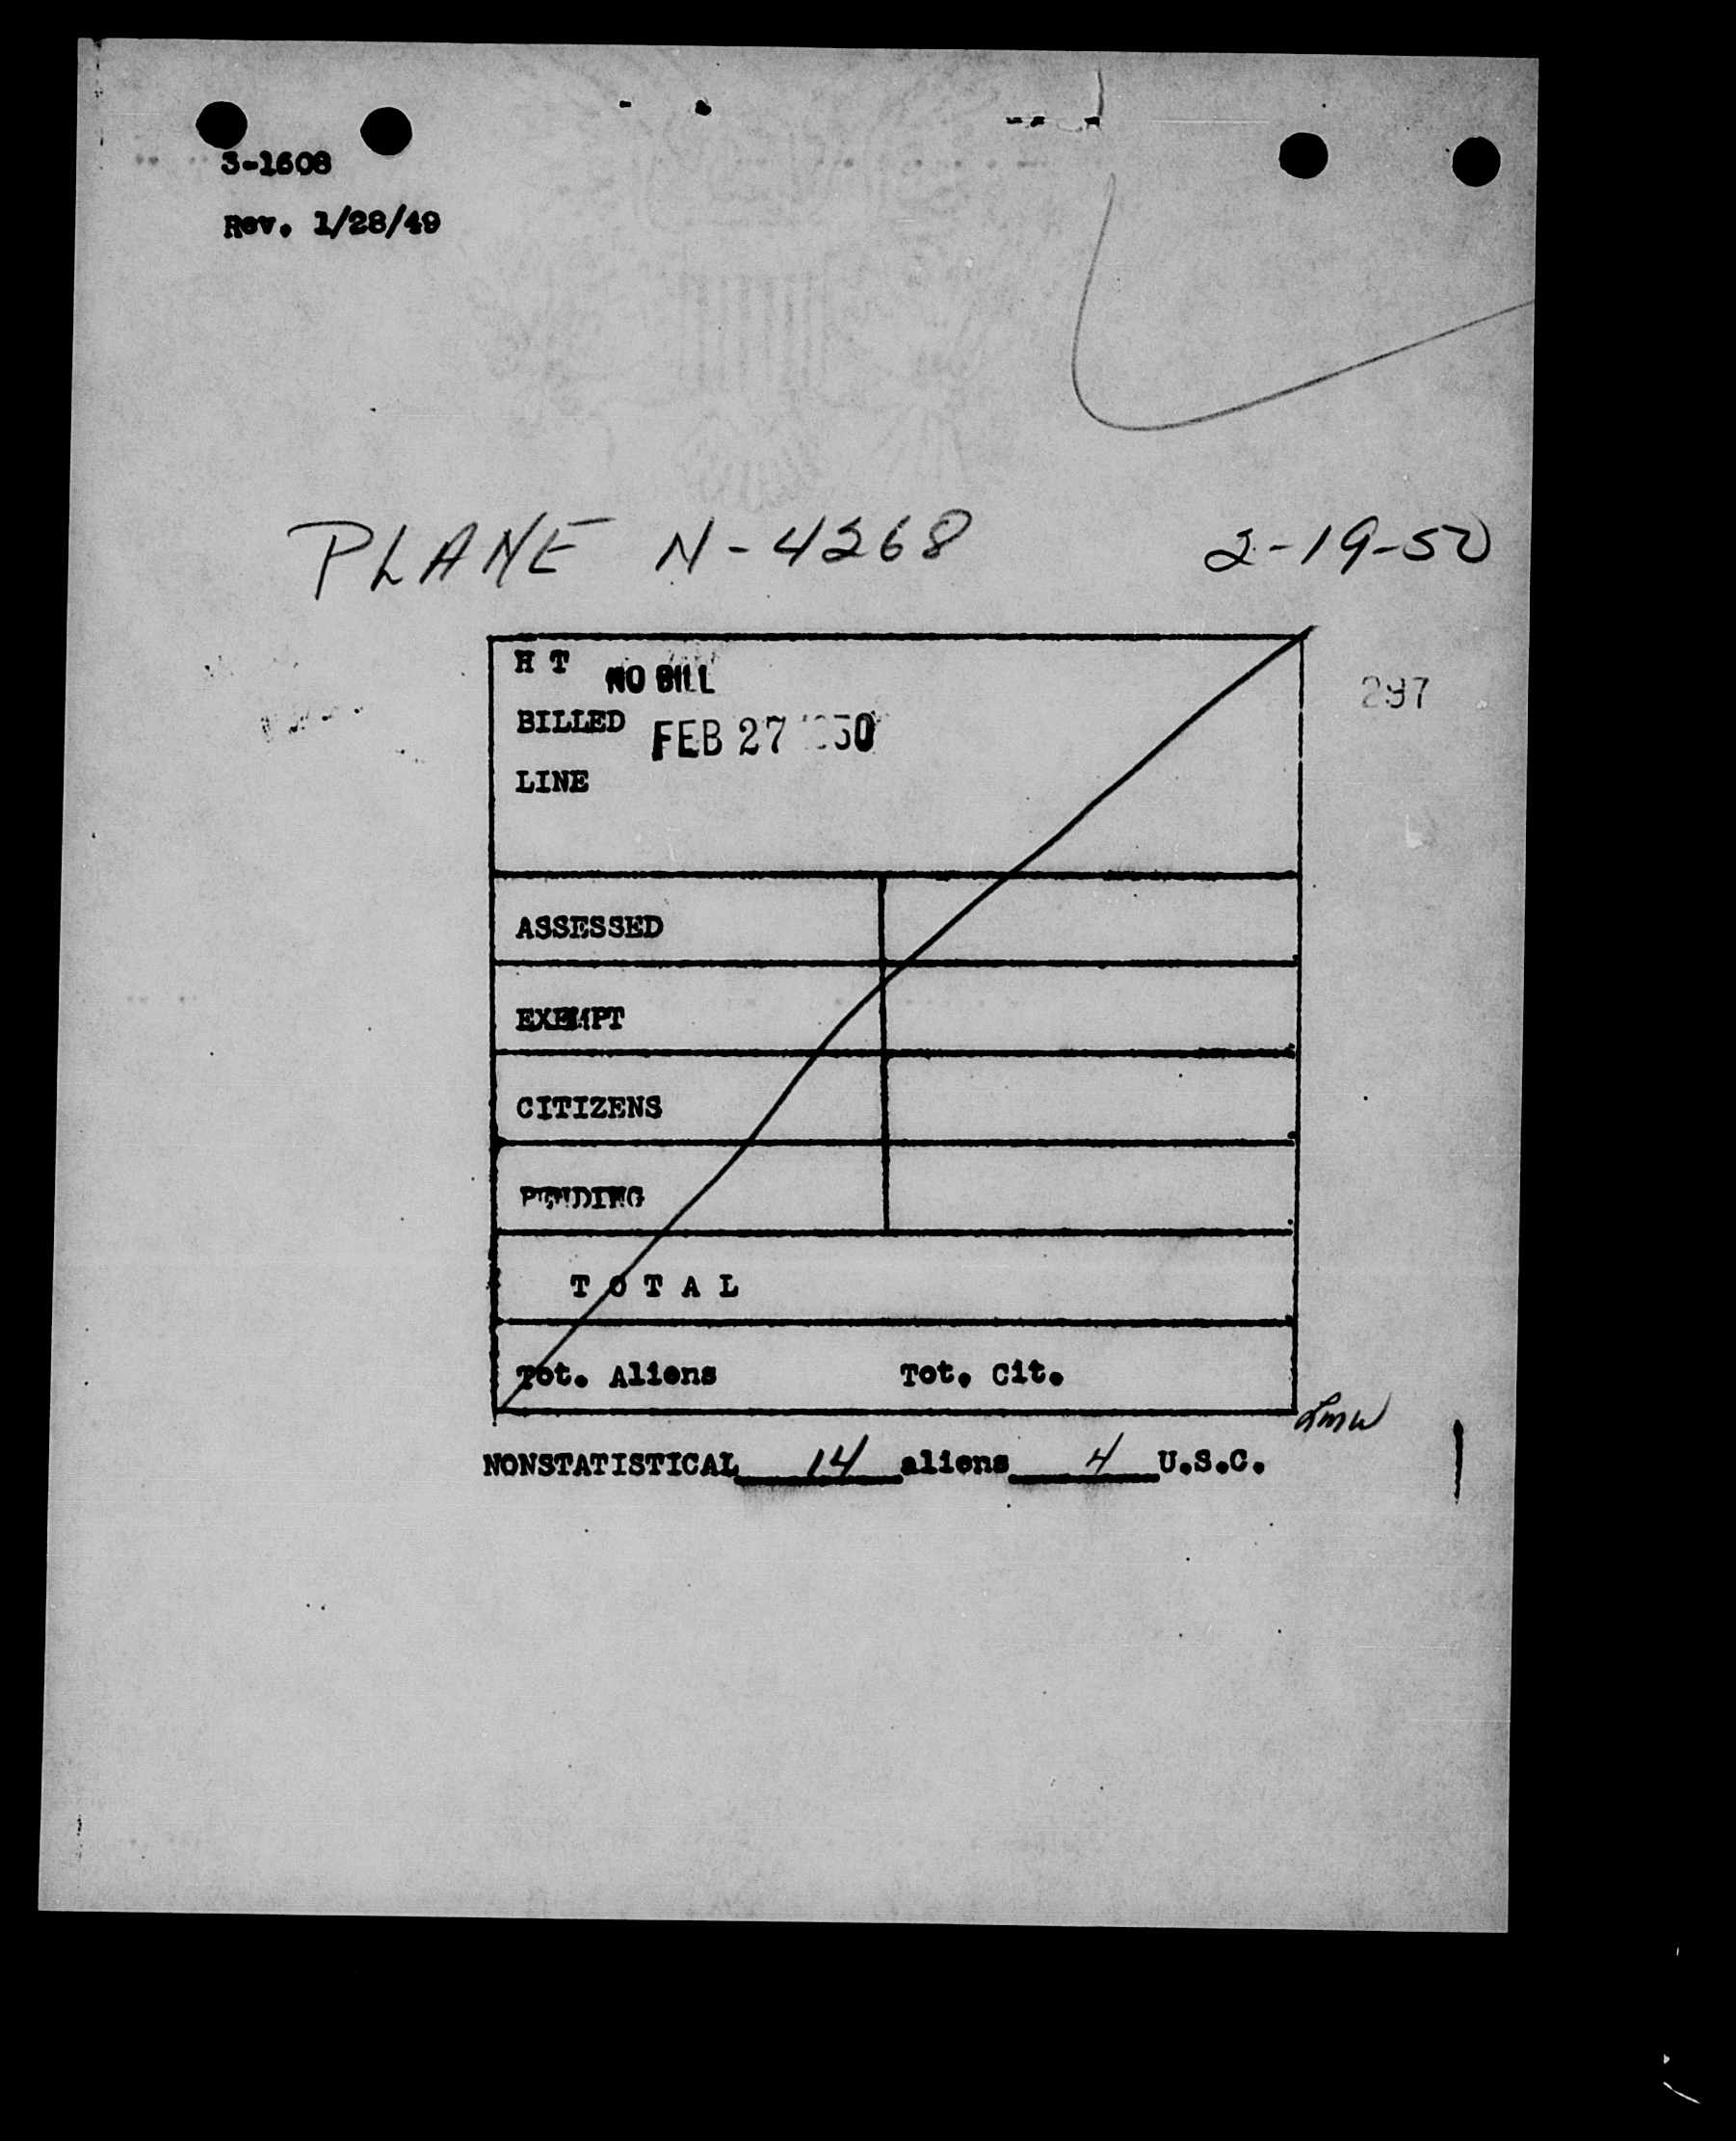 3-1608
Rev. 1/28/49
PLANE N-4268 2-19-50
H T NO BILL
297
BILLED FEB 27 1950
LINE
ASSESSED
EXEMPT
CITIZENS
PENDING
T O T A L
Tot. Aliens Tot. Cit.
Lmw
NONSTATISTICAL 14 aliens 4 U.S.C.